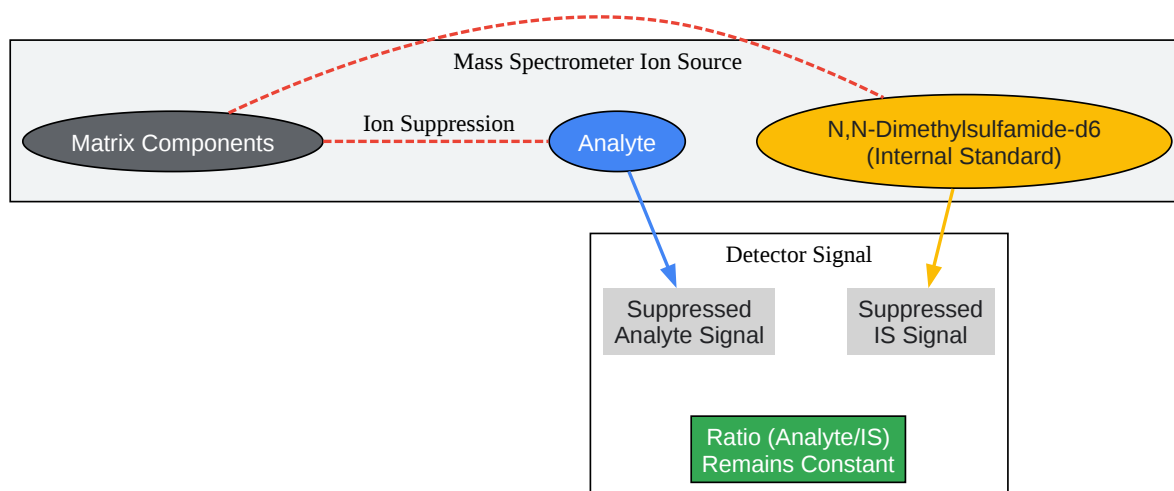 Mass Spectrometer Ion Source
Matrix Components
Ion Suppression
Analyte
N,N-Dimethylsulfamide-d6
(Internal Standard)
Detector Signal
Suppressed
Analyte Signal
Suppressed
IS Signal
Ratio (Analyte/IS)
Remains Constant